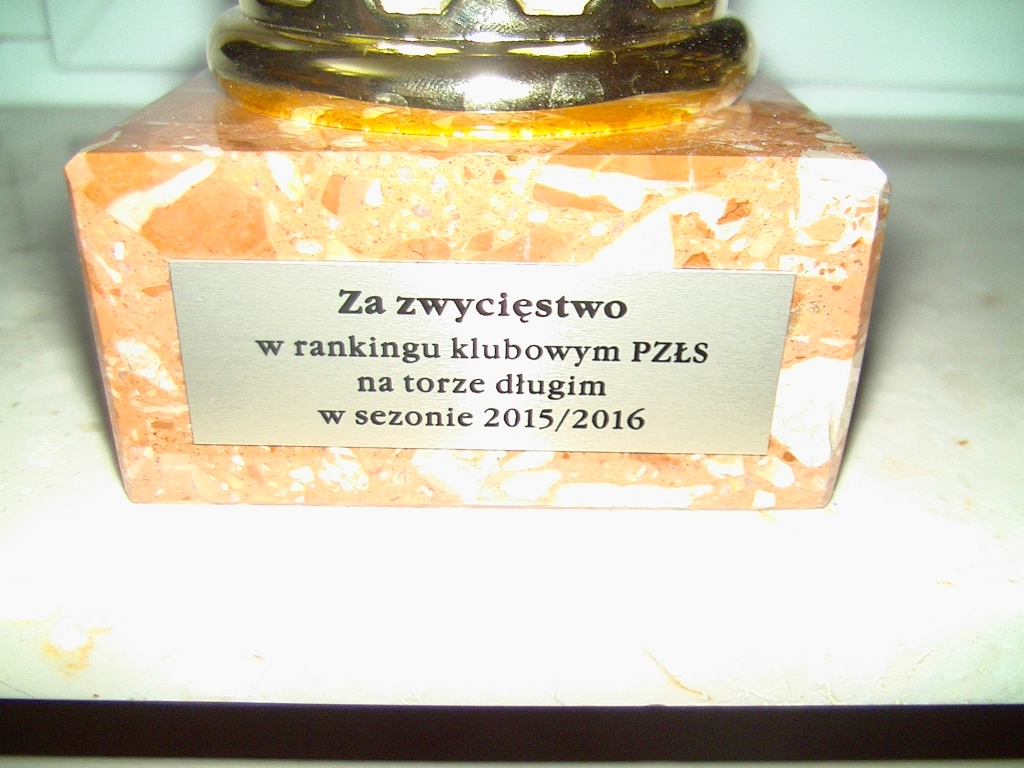 Za zwycięstwo
w rankingu klubowym PZŁS
na torze długim
w sezonie 2015/2016